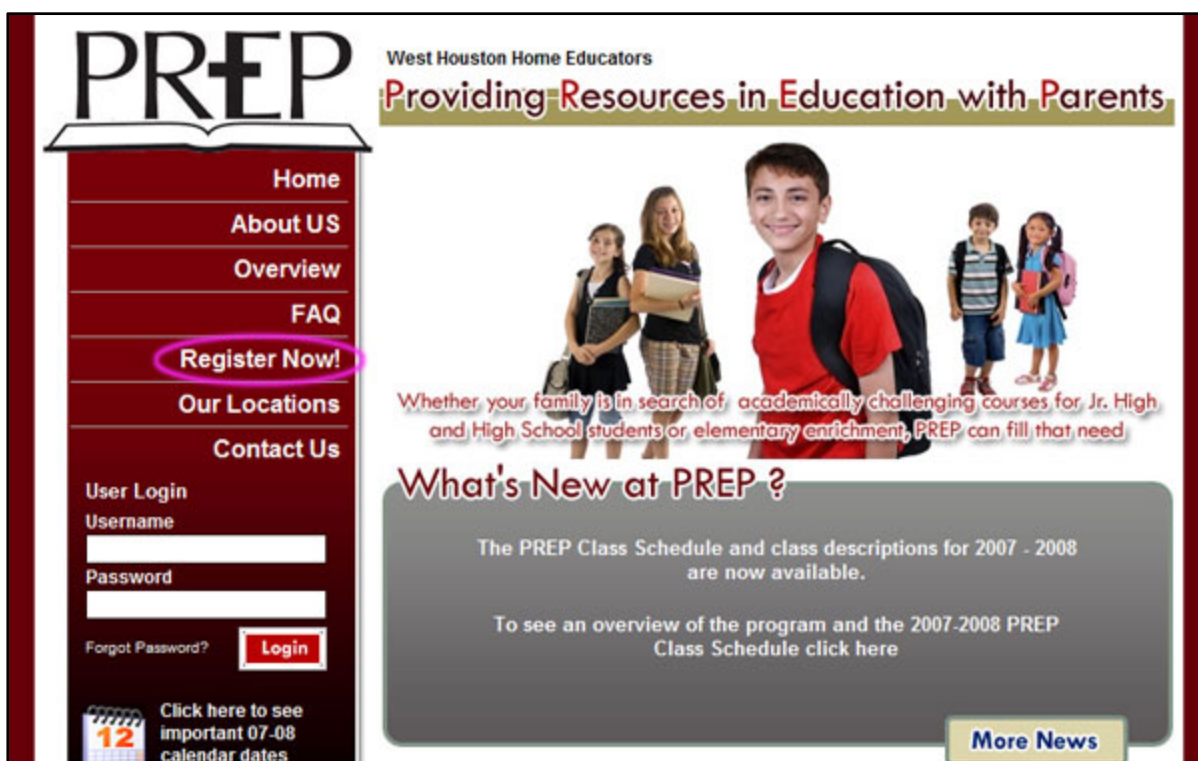 PREP
West Houston Home Educators
Providing Resources in Education with Parents
Home
About US
Overview
FAQ
Register Now!
Our Locations
Contact Us
User Login
Username
Password
Forgot Password?
Login
12
Click here to see
important 07-08
calendar dates
Whether your family is in search of academically challenging courses for Jr. High
and High School students or elementary enrichment, PREP can fill that need
What's New at PREP ?
The PREP Class Schedule and class descriptions for 2007 - 2008
are now available.
To see an overview of the program and the 2007-2008 PREP
Class Schedule click here
More News